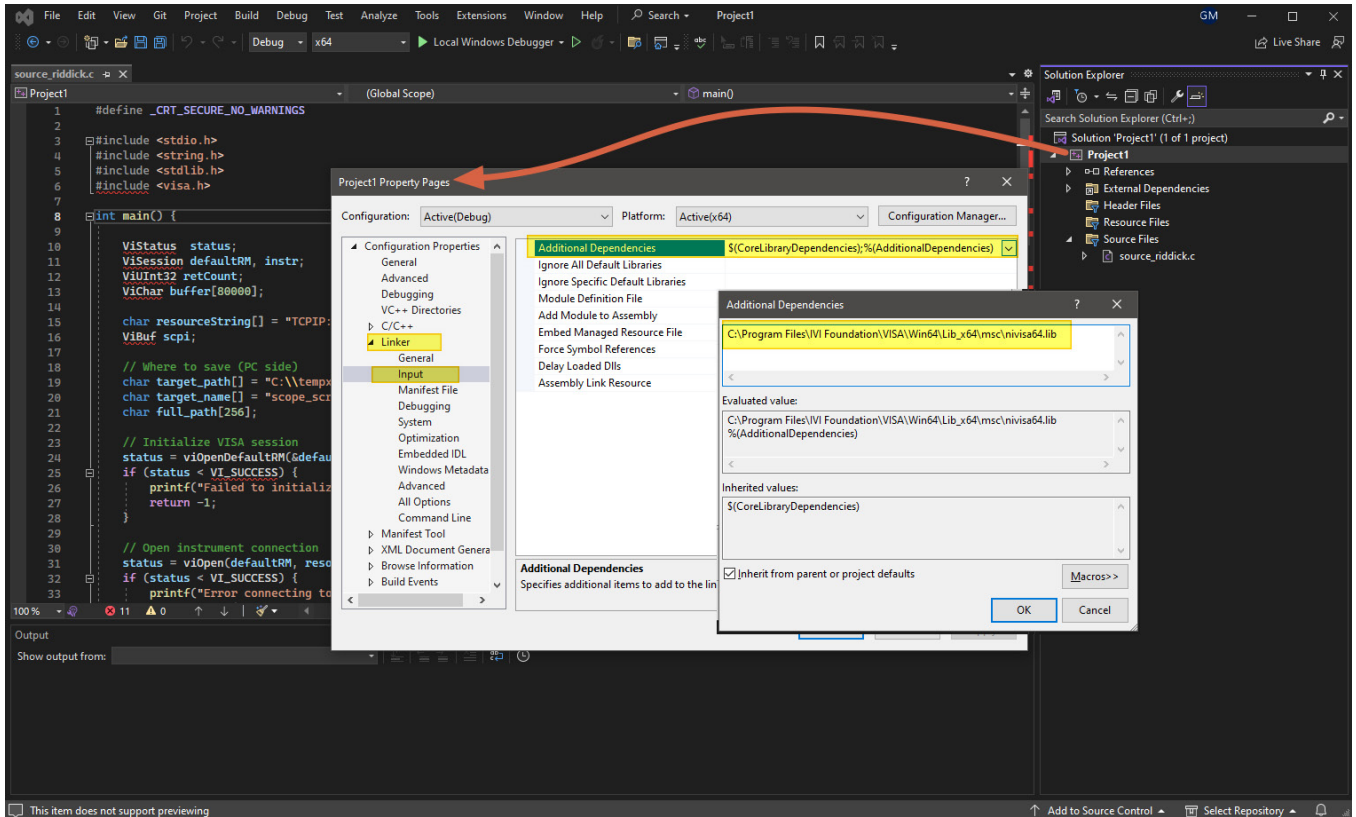 File Edit View Git Project Build Debug Test Analyze Tools Extensions Window Help Search Project1 GM
Debug x64 Local Windows Debugger Live Share
source_riddick.c
Project1 (Global Scope) main()
1 #define _CRT_SECURE_NO_WARNINGS
2
3 #include <stdio.h>
4 #include <string.h>
5 #include <stdlib.h>
6 #include <visa.h>
7
8 int main() {
9
10 ViStatus status;
11 ViSession defaultRM, instr;
12 ViUInt32 retCount;
13 ViChar buffer[80000];
14
15 char resourceString[] = "TCPIP:
16 ViBuf scpi;
17
18 // Where to save (PC side)
19 char target_path[] = "C:\\tempx
20 char target_name[] = "scope_scr
21 char full_path[256];
22
23 // Initialize VISA session
24 status = viOpenDefaultRM(&defau
25 if (status < VI_SUCCESS) {
26 printf("Failed to initializ
27 return -1;
28 }
29
30 // Open instrument connection
31 status = viOpen(defaultRM, reso
32 if (status < VI_SUCCESS) {
33 printf("Error connecting to
100 % 11 0
Output
Show output from:
Project1 Property Pages ? X
Configuration: Active(Debug) Platform: Active(x64) Configuration Manager...
Configuration Properties
General
Advanced
Debugging
VC++ Directories
C/C++
Linker
General
Input
Manifest File
Debugging
System
Optimization
Embedded IDL
Windows Metadata
Advanced
All Options
Command Line
Manifest Tool
XML Document Genera
Browse Information
Build Events
Additional Dependencies $(CoreLibraryDependencies);%(AdditionalDependencies)
Ignore All Default Libraries
Ignore Specific Default Libraries
Module Definition File
Add Module to Assembly
Embed Managed Resource File
Force Symbol References
Delay Loaded Dlls
Assembly Link Resource
Additional Dependencies
Specifies additional items to add to the lin
Additional Dependencies ? X
C:\Program Files\IVI Foundation\VISA\Win64\Lib_x64\msc\nivisa64.lib
Evaluated value:
C:\Program Files\IVI Foundation\VISA\Win64\Lib_x64\msc\nivisa64.lib
%(AdditionalDependencies)
Inherited values:
$(CoreLibraryDependencies)
Inherit from parent or project defaults
Macros>>
OK Cancel
Solution Explorer
Search Solution Explorer (Ctrl+;)
Solution 'Project1' (1 of 1 project)
Project1
References
External Dependencies
Header Files
Resource Files
Source Files
source_riddick.c
This item does not support previewing Add to Source Control Select Repository